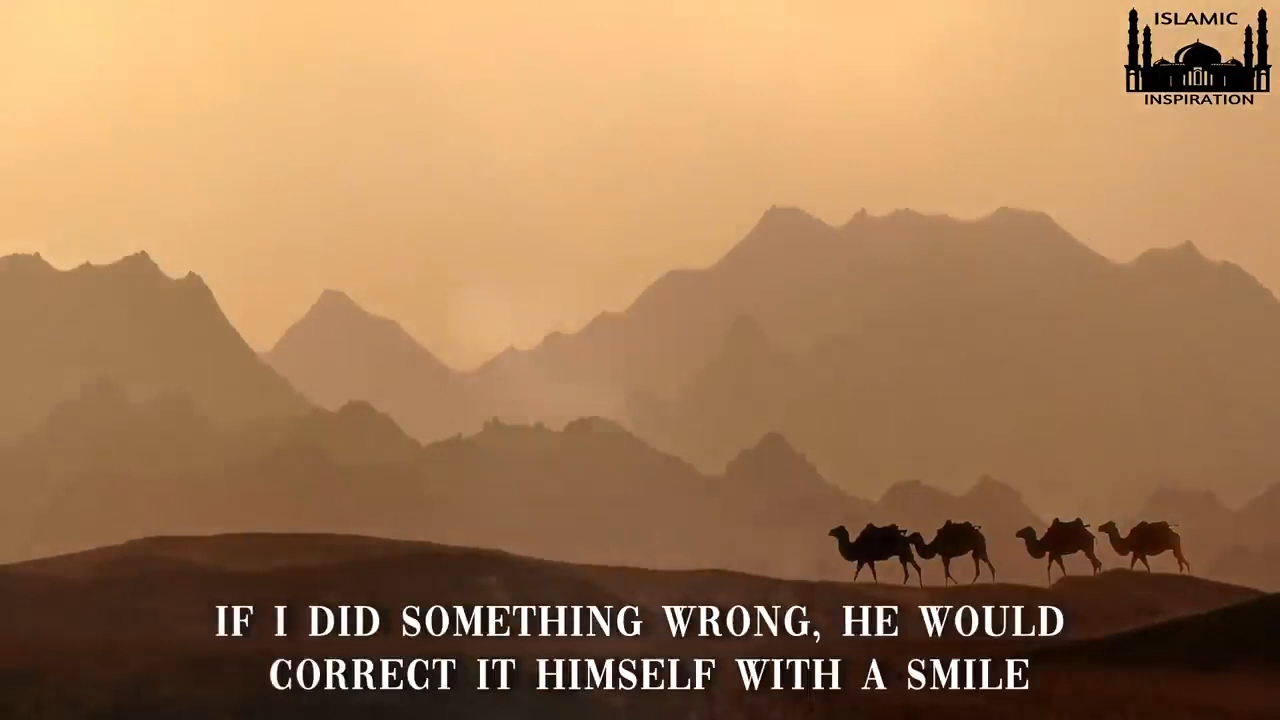 ISLAMIC
INSPIRATION
IF I DID SOMETHING WRONG, HE WOULD
CORRECT IT HIMSELF WITH A SMILE